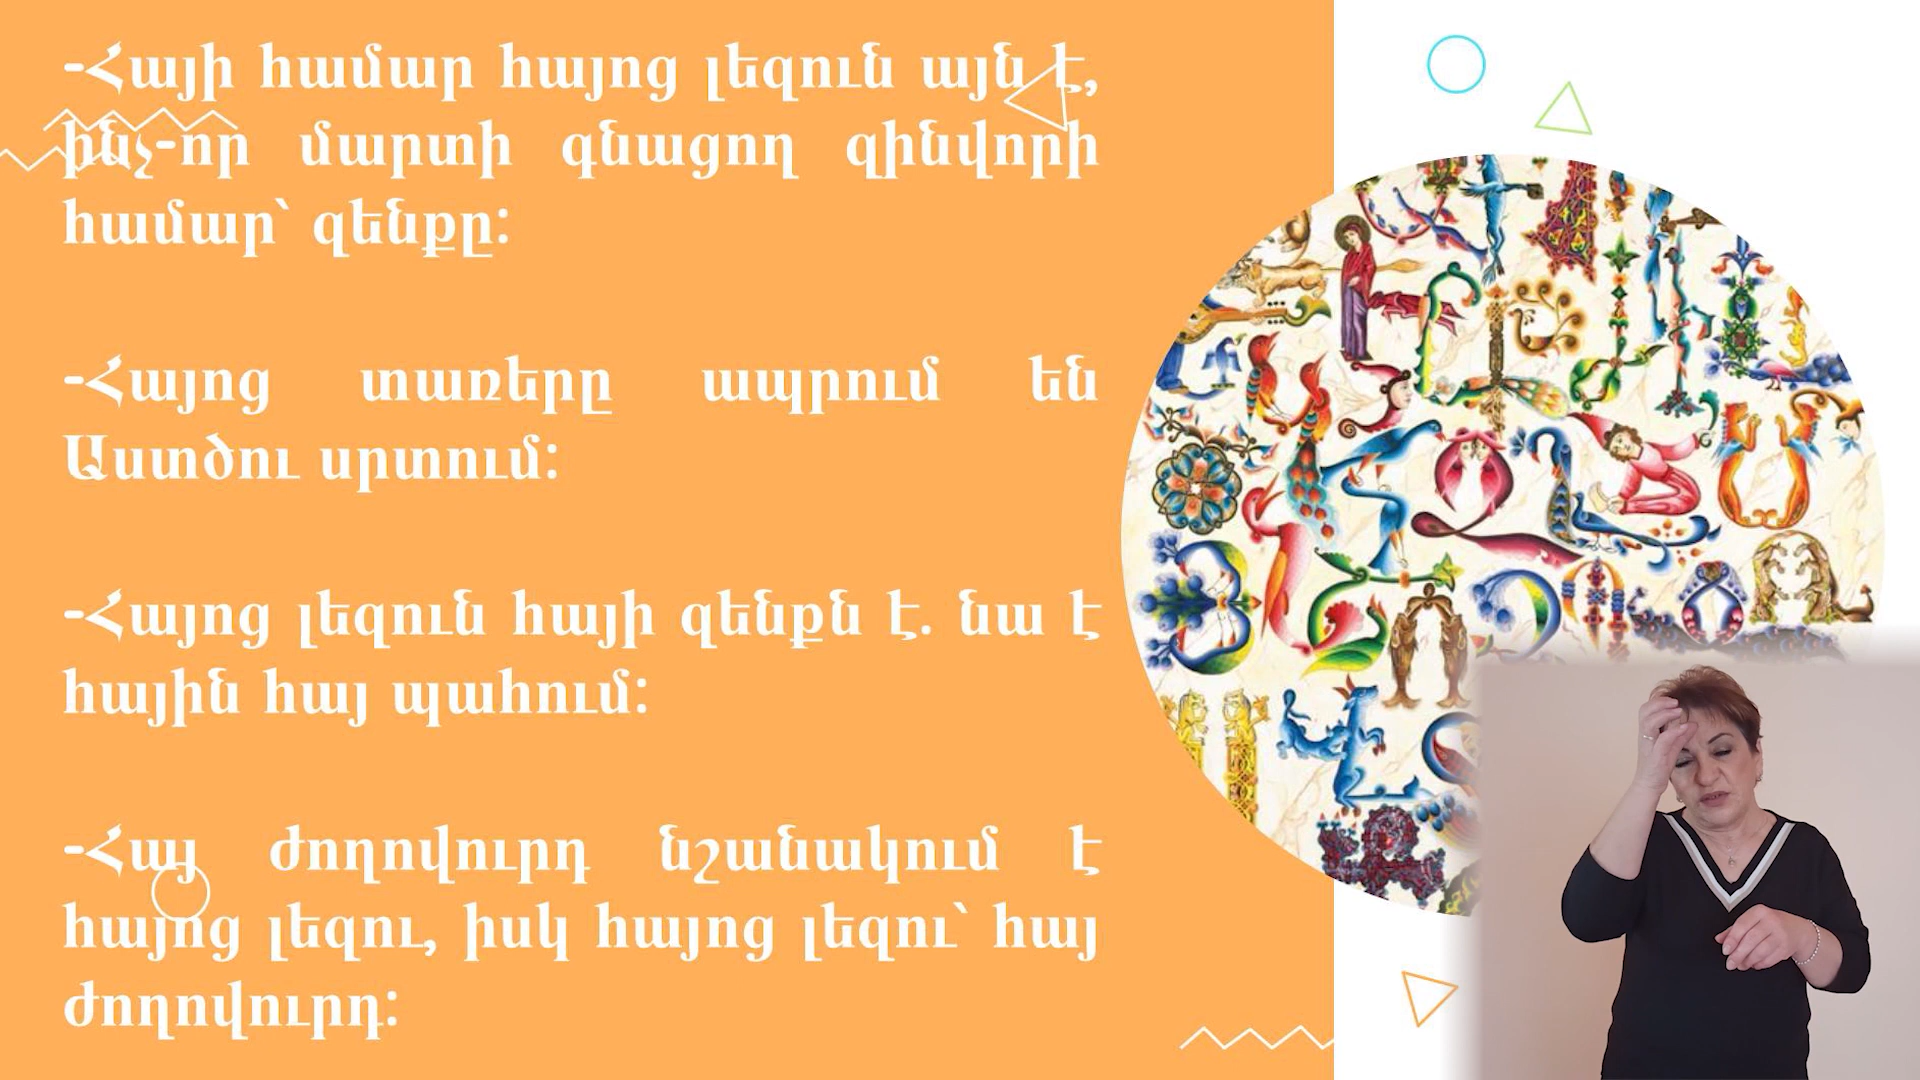 -Հայի համար հայոց լեզուն այն է,
ինչ-որ մարտի գնացող զինվորի
համար՝ զենքը:
-Հայոց տառերը ապրում են
Աստծու սրտում:
-Հայոց լեզուն հայի զենքն է. նա է
հային հայ պահում:
-Հայ ժողովուրդ նշանակում է
հայոց լեզու, իսկ հայոց լեզու՝ հայ
ժողովուրդ: